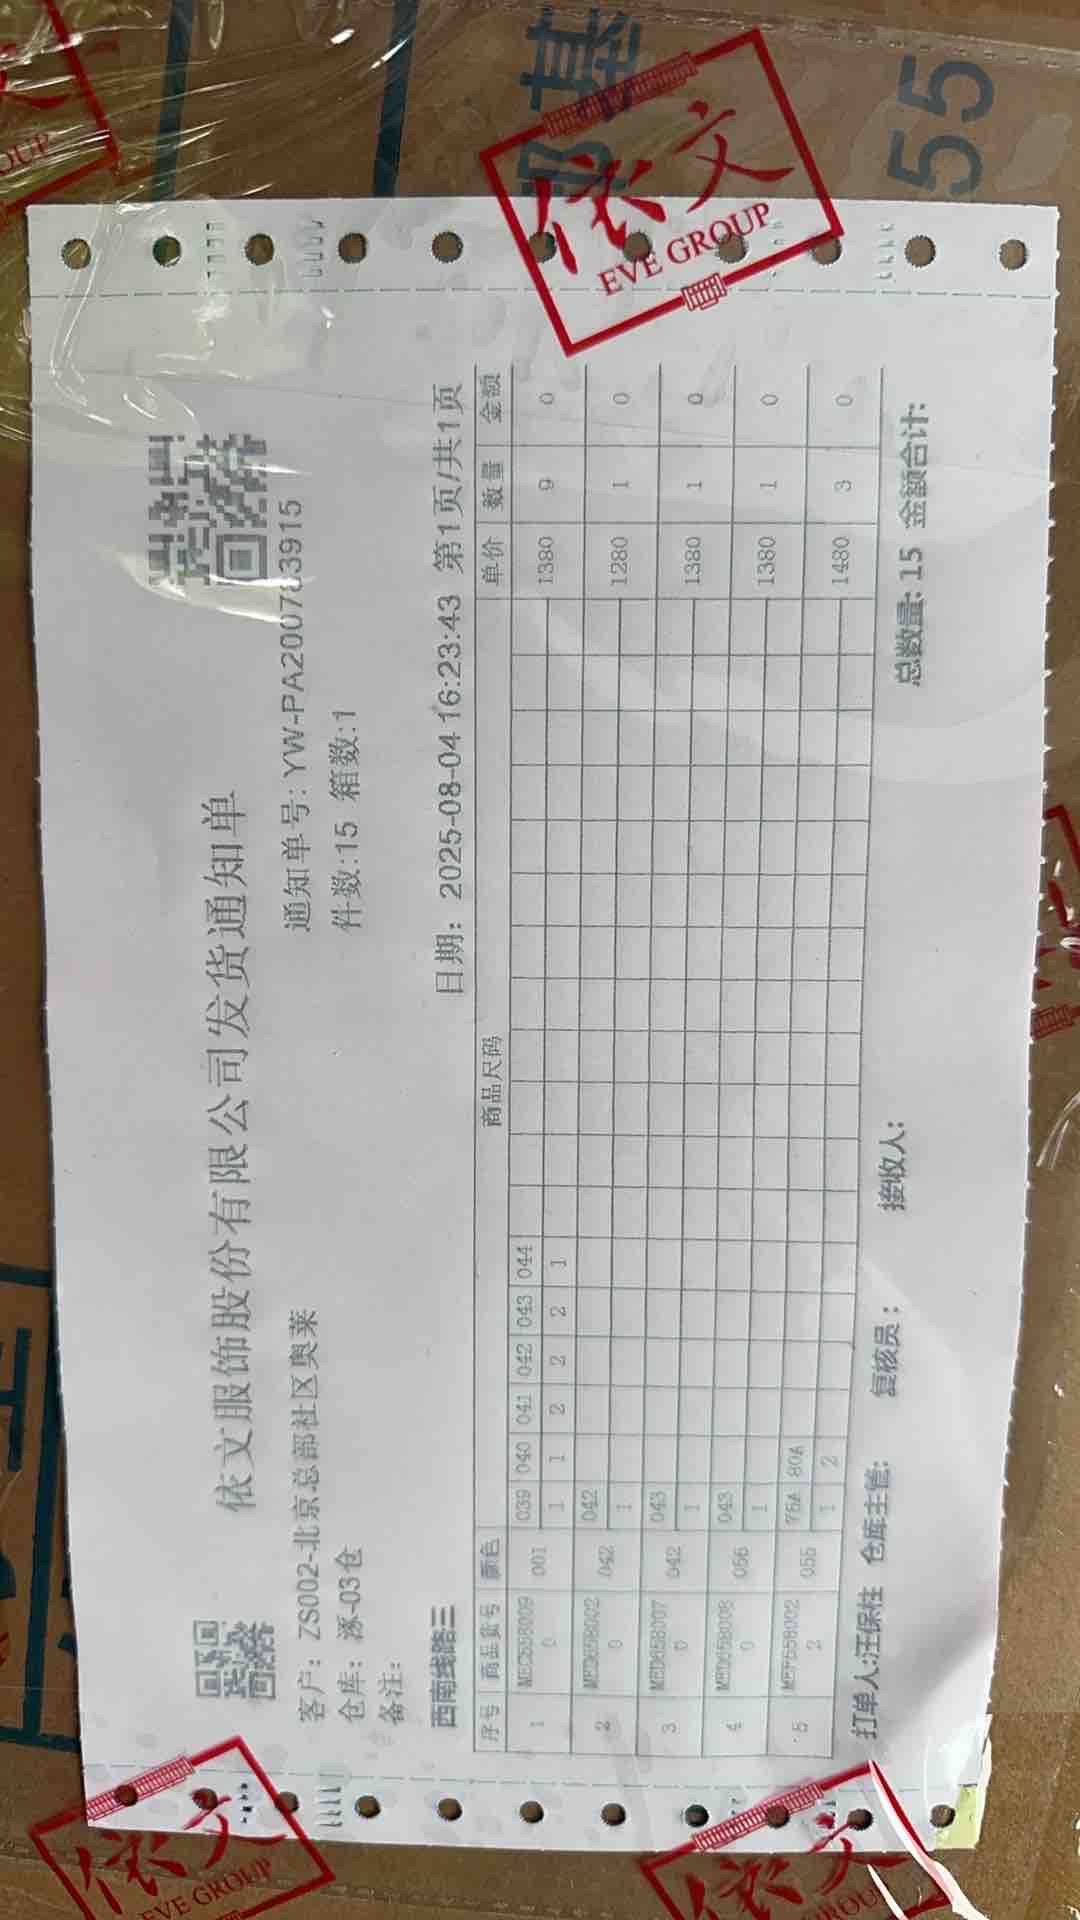 依文服饰股份有限公司发货通知单
客户: ZS002-北京总部社区奥莱
通知单号: YW-PA200783915
仓库: 涿-03仓
件数:15 箱数:1
备注:
西南线路三
日期: 2025-08-04 16:23:43 第1页/共1页
序号 商品货号 颜色 商品尺码 单价 数量 金额
039 040 041 042 043 044
1 001 1 1 2 2 2 1 1380 9 0
042
2 042 1 1280 1 0
043
3 042 1 1380 1 0
043
4 056 1 1380 1 0
75A 80A
5 055 1 2 1480 3 0
总数量: 15 金额合计:
打单人:汪保柱 仓库主管: 复核员: 接收人:
依文
EVE GROUP
依文
EVE GROUP
55